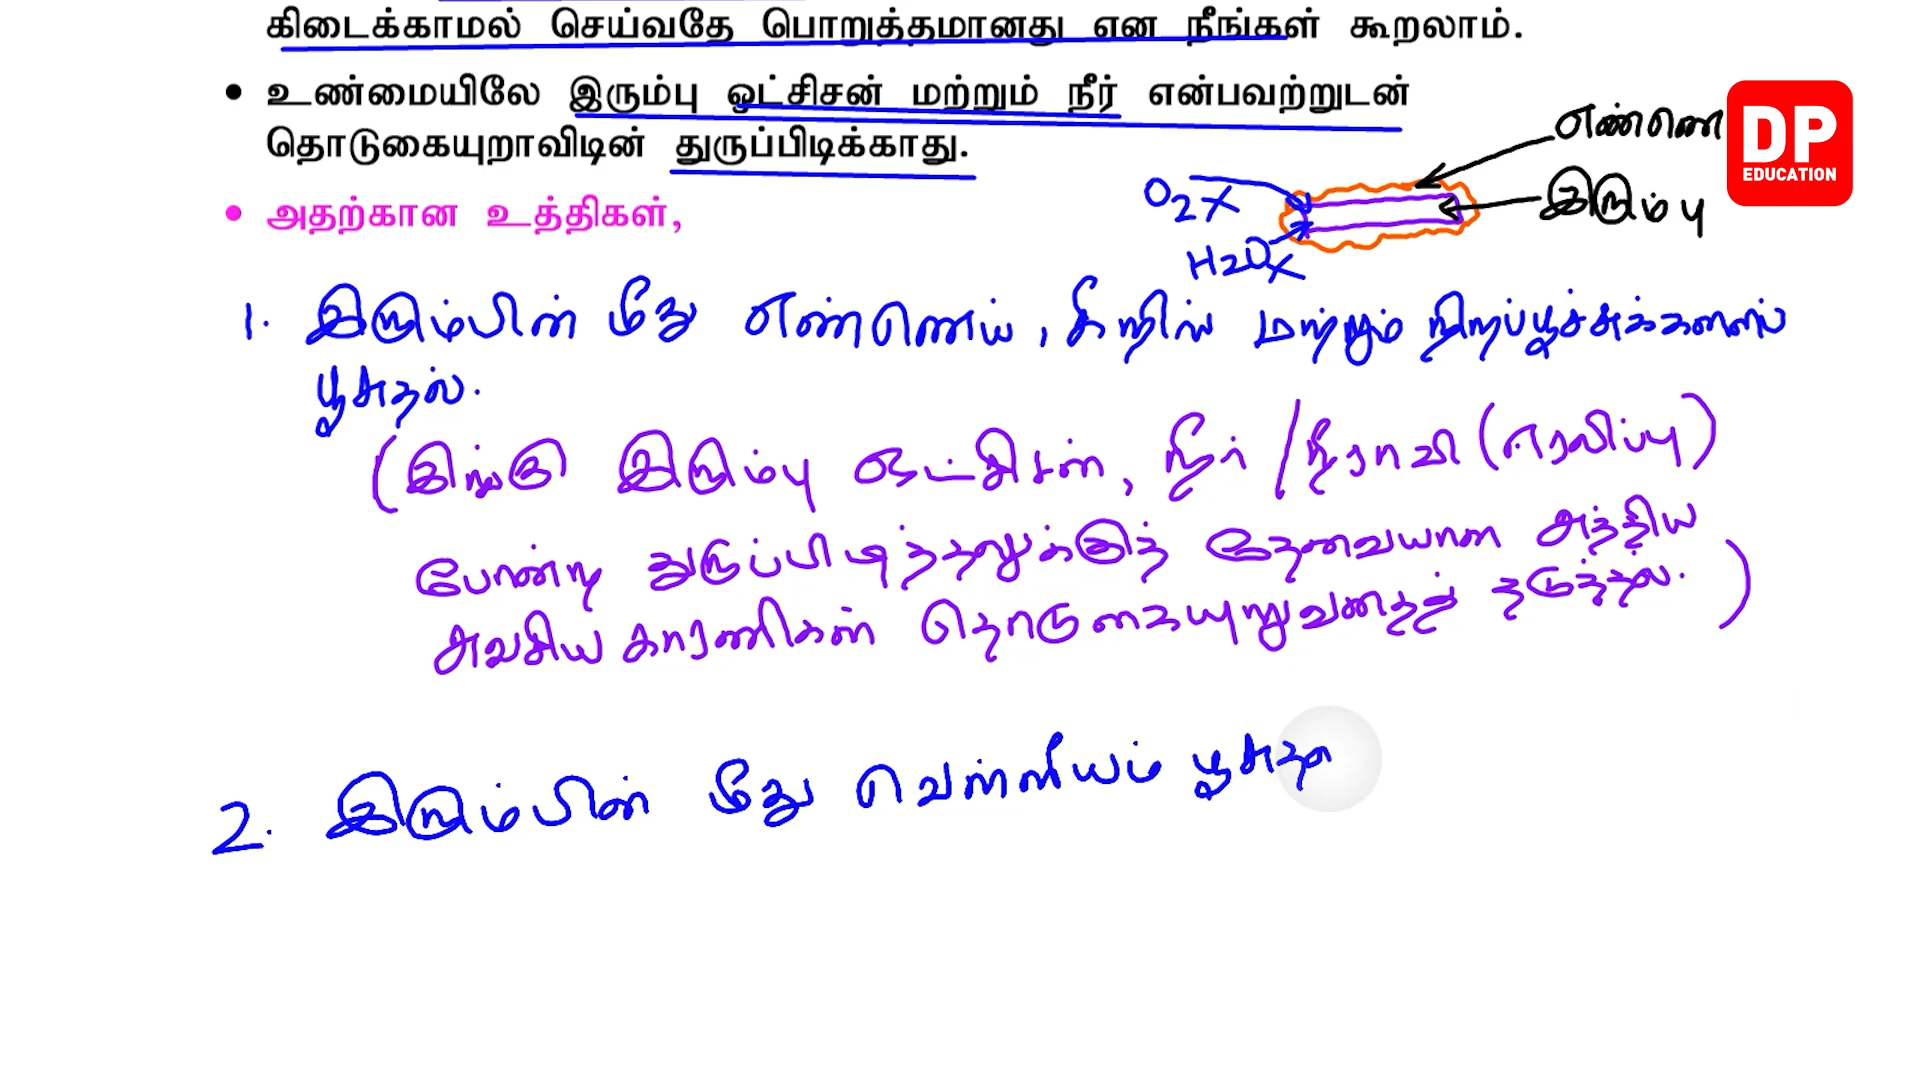 கிடைக்காமல் செய்வதே பொறுத்தமானது என நீங்கள் கூறலாம்.
• உண்மையிலே இரும்பு ஒட்சிசன் மற்றும் நீர் என்பவற்றுடன்
தொடுகையுறாவிடின் துருப்பிடிக்காது.
• அதற்கான உத்திகள்,
எண்ணெ
DP
EDUCATION
இரும்பு
O2 X
H2O X
1. இரும்பின் மீது எண்ணெய், கிறிஸ் மற்றும் நிறப்பூச்சுக்களைப்
பூசுதல்.
(இங்கு இரும்பு ஒட்சிசன், நீர் / நீராவி (ஈரலிப்பு)
போன்ற துருப்பிடித்தலுக்குத் தேவையான அத்திய
அவசிய காரணிகள் தொடுகையுறுவதைத் தடுத்தல். )
2. இரும்பின் மீது வெள்ளீயம் பூசுத